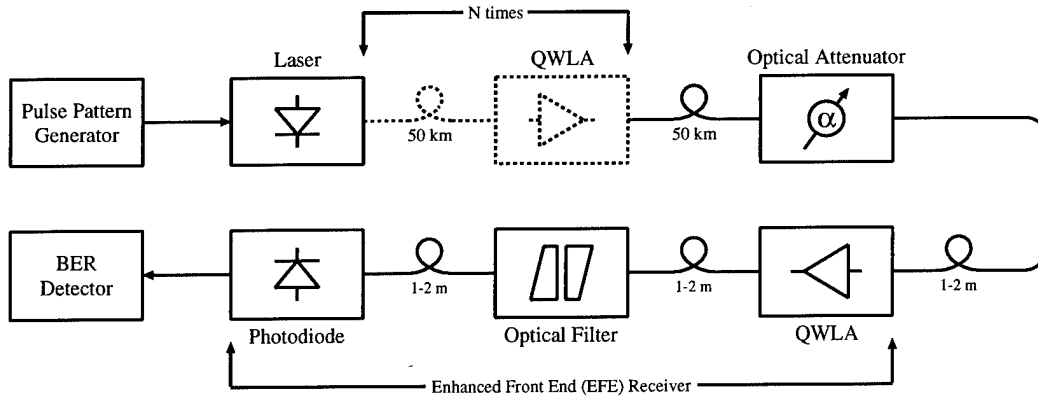 N times
Laser
QWLA
Optical Attenuator
Pulse Pattern
Generator
50 km
50 km
α
BER
Detector
1-2 m
1-2 m
1-2 m
Photodiode
Optical Filter
QWLA
Enhanced Front End (EFE) Receiver